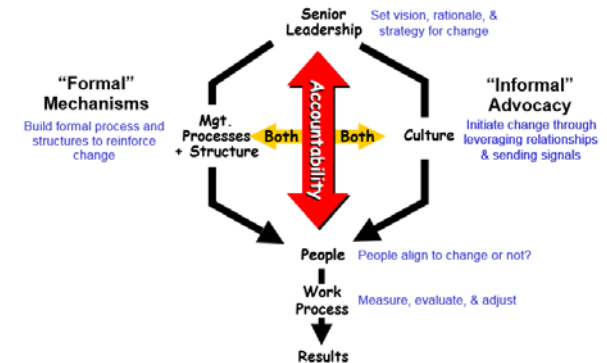 Senior
Leadership
Set vision, rationale, &
strategy for change
“Formal”
Mechanisms
Build formal process and
structures to reinforce
change
Mgt.
Processes
+ Structure
Both
Accountability
Both
Culture
“Informal”
Advocacy
Initiate change through
leveraging relationships
& sending signals
People
People align to change or not?
Work
Process
Measure, evaluate, & adjust
Results